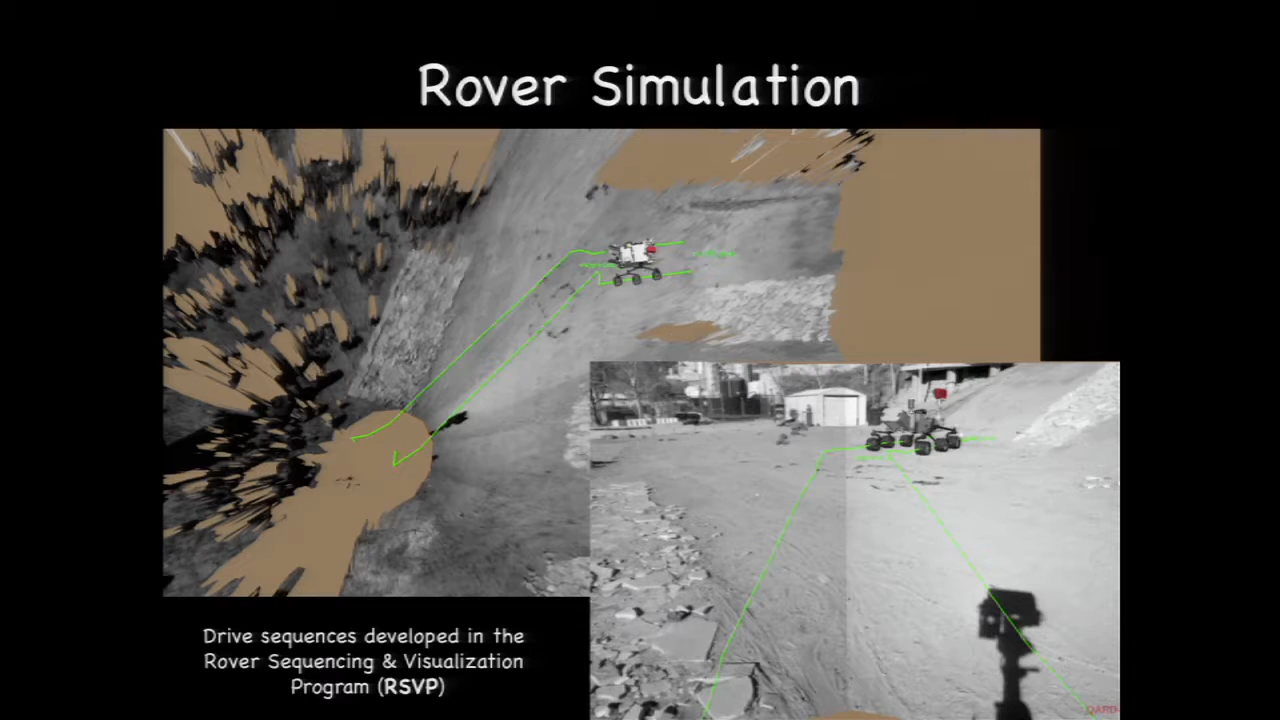 Rover Simulation
Drive sequences developed in the
Rover Sequencing & Visualization
Program (RSVP)